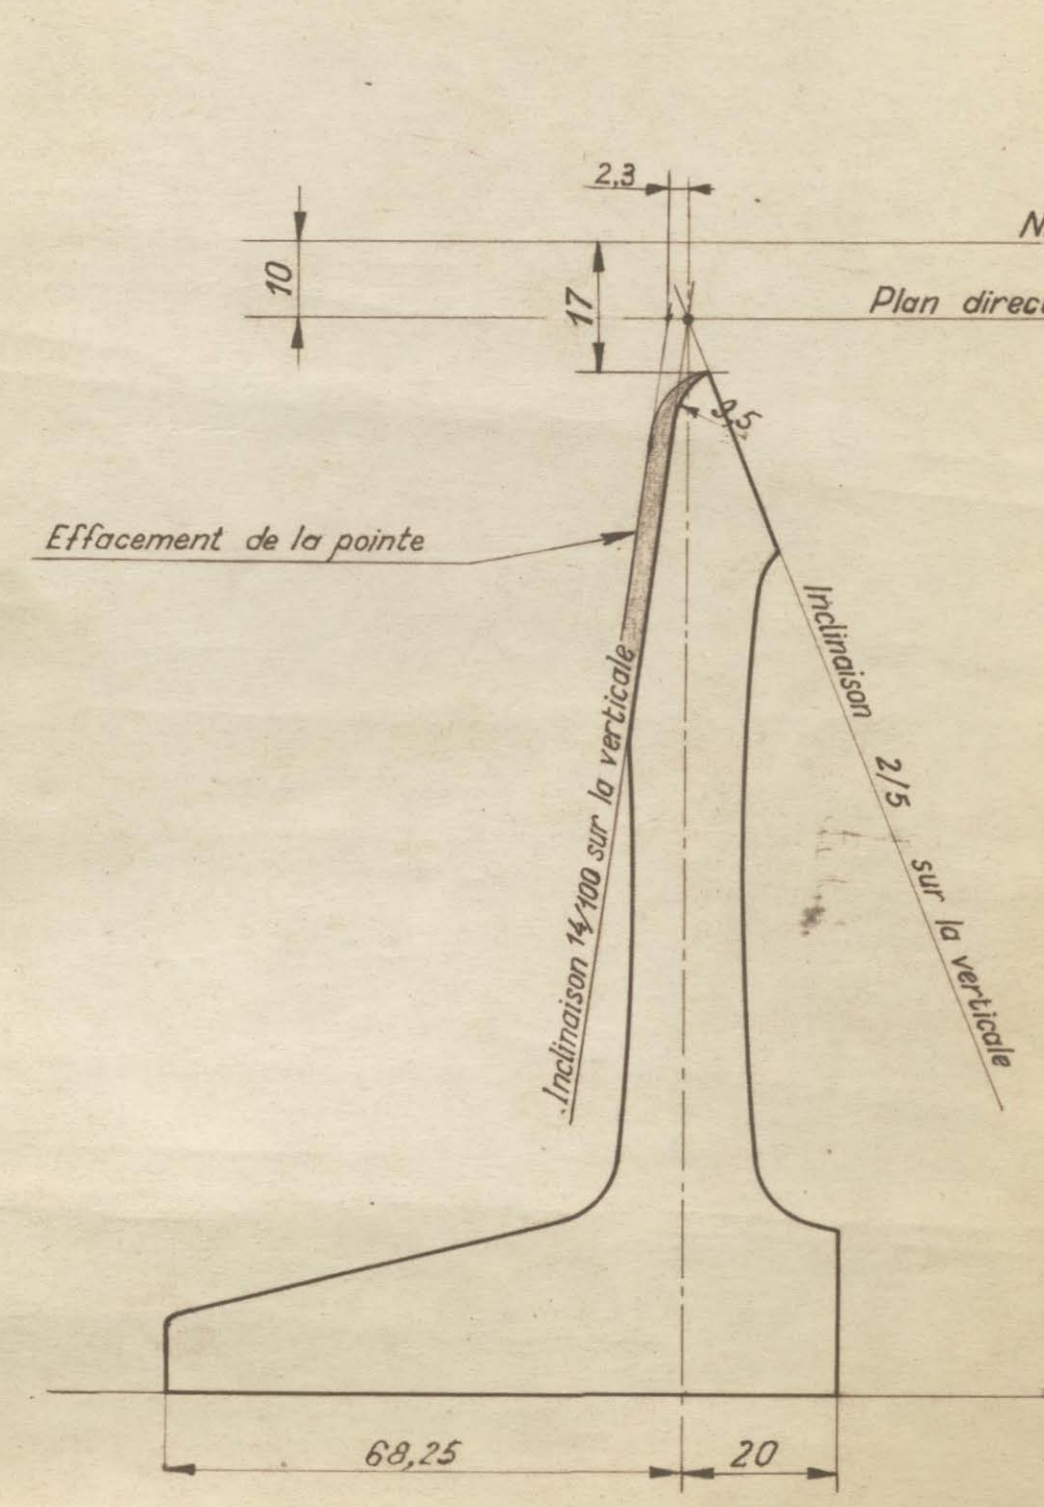 2,3
N
10
17
Plan direc
9,5
Effacement de la pointe
Inclinaison 14/100 sur la verticale
Inclinaison 2/5 sur la verticale
68,25
20